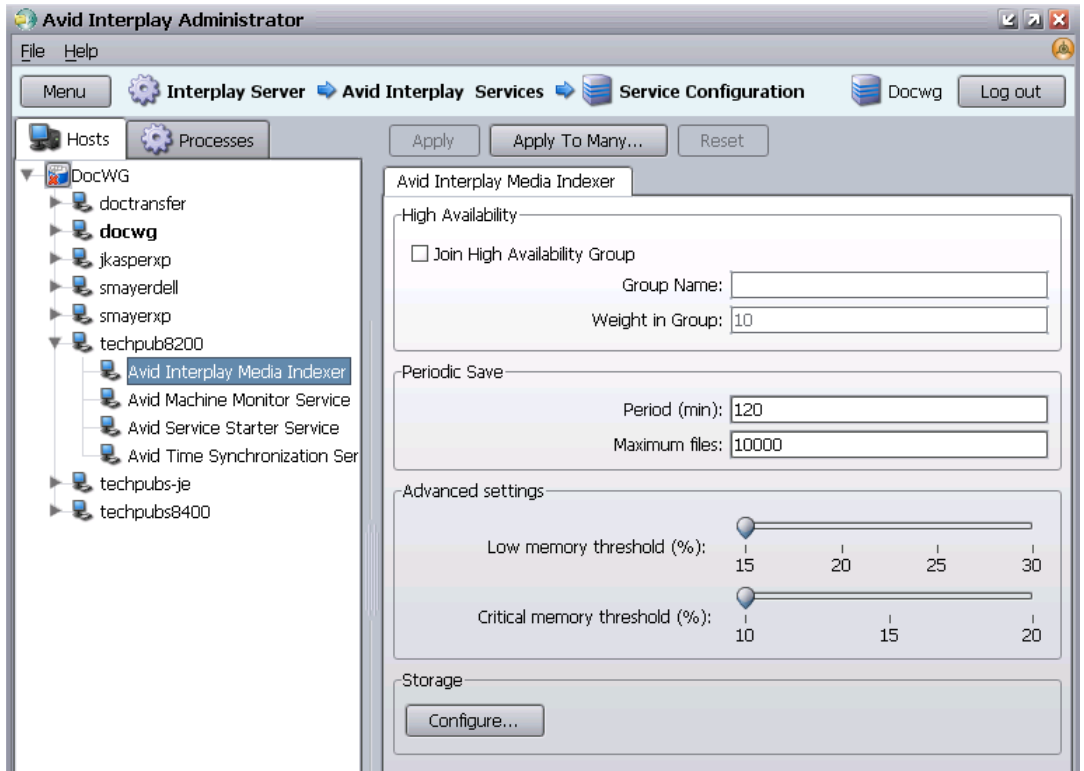 Avid Interplay Administrator
File Help
Menu Interplay Server Avid Interplay Services Service Configuration Docwg Log out
Hosts Processes
DocWG
doctransfer
docwg
jkasperxp
smayerdell
smayerxp
techpub8200
Avid Interplay Media Indexer
Avid Machine Monitor Service
Avid Service Starter Service
Avid Time Synchronization Ser
techpubs-je
techpubs8400
Apply Apply To Many... Reset
Avid Interplay Media Indexer
High Availability
Join High Availability Group
Group Name:
Weight in Group: 10
Periodic Save
Period (min): 120
Maximum files: 10000
Advanced settings
Low memory threshold (%):
15 20 25 30
Critical memory threshold (%):
10 15 20
Storage
Configure...